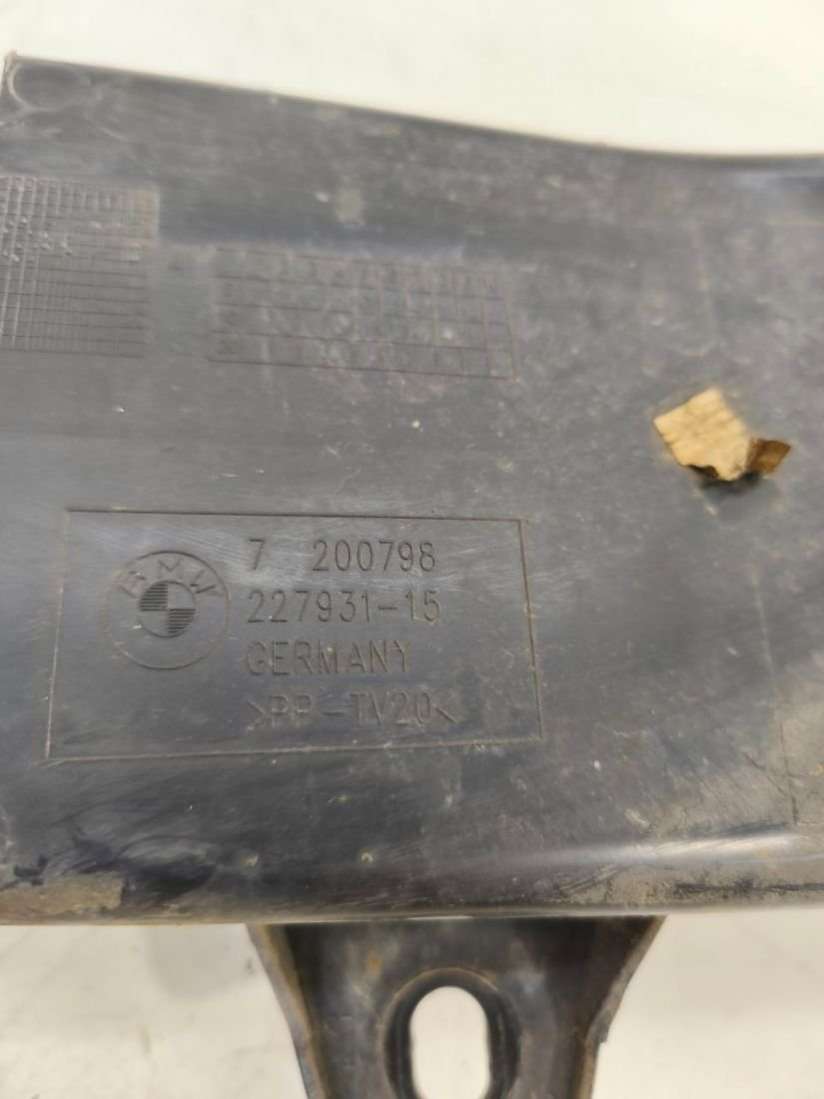 BMW
7 200798
227931-15
GERMANY
>PP-TV20<